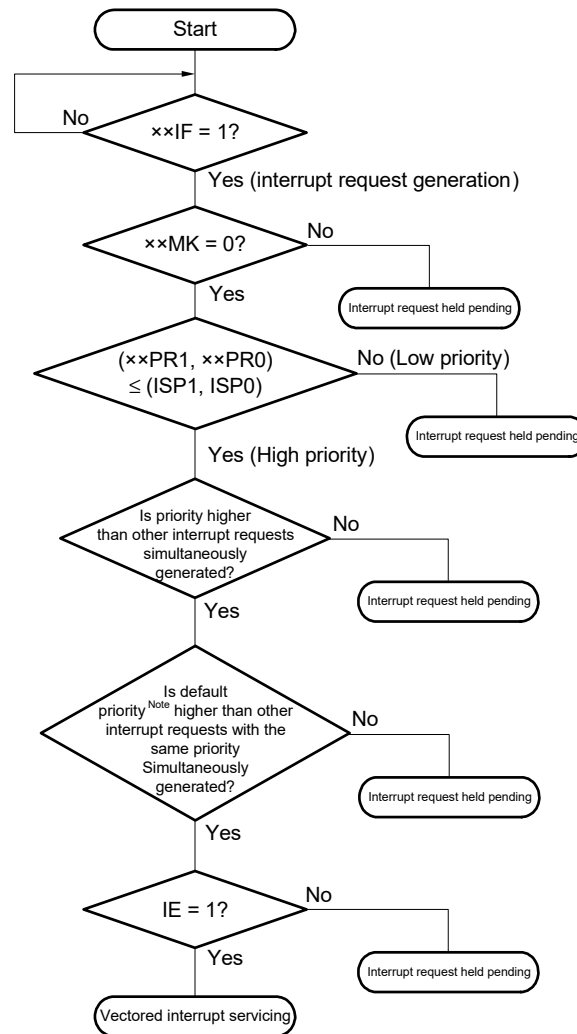 Start
No
××IF = 1?
Yes (interrupt request generation)
××MK = 0?
No
Interrupt request held pending
Yes
(××PR1, ××PR0)
≤ (ISP1, ISP0)
No (Low priority)
Interrupt request held pending
Yes (High priority)
Is priority higher
than other interrupt requests
simultaneously
generated?
No
Interrupt request held pending
Yes
Is default
priority Note higher than other
interrupt requests with the
same priority
Simultaneously
generated?
No
Interrupt request held pending
Yes
IE = 1?
No
Interrupt request held pending
Yes
Vectored interrupt servicing